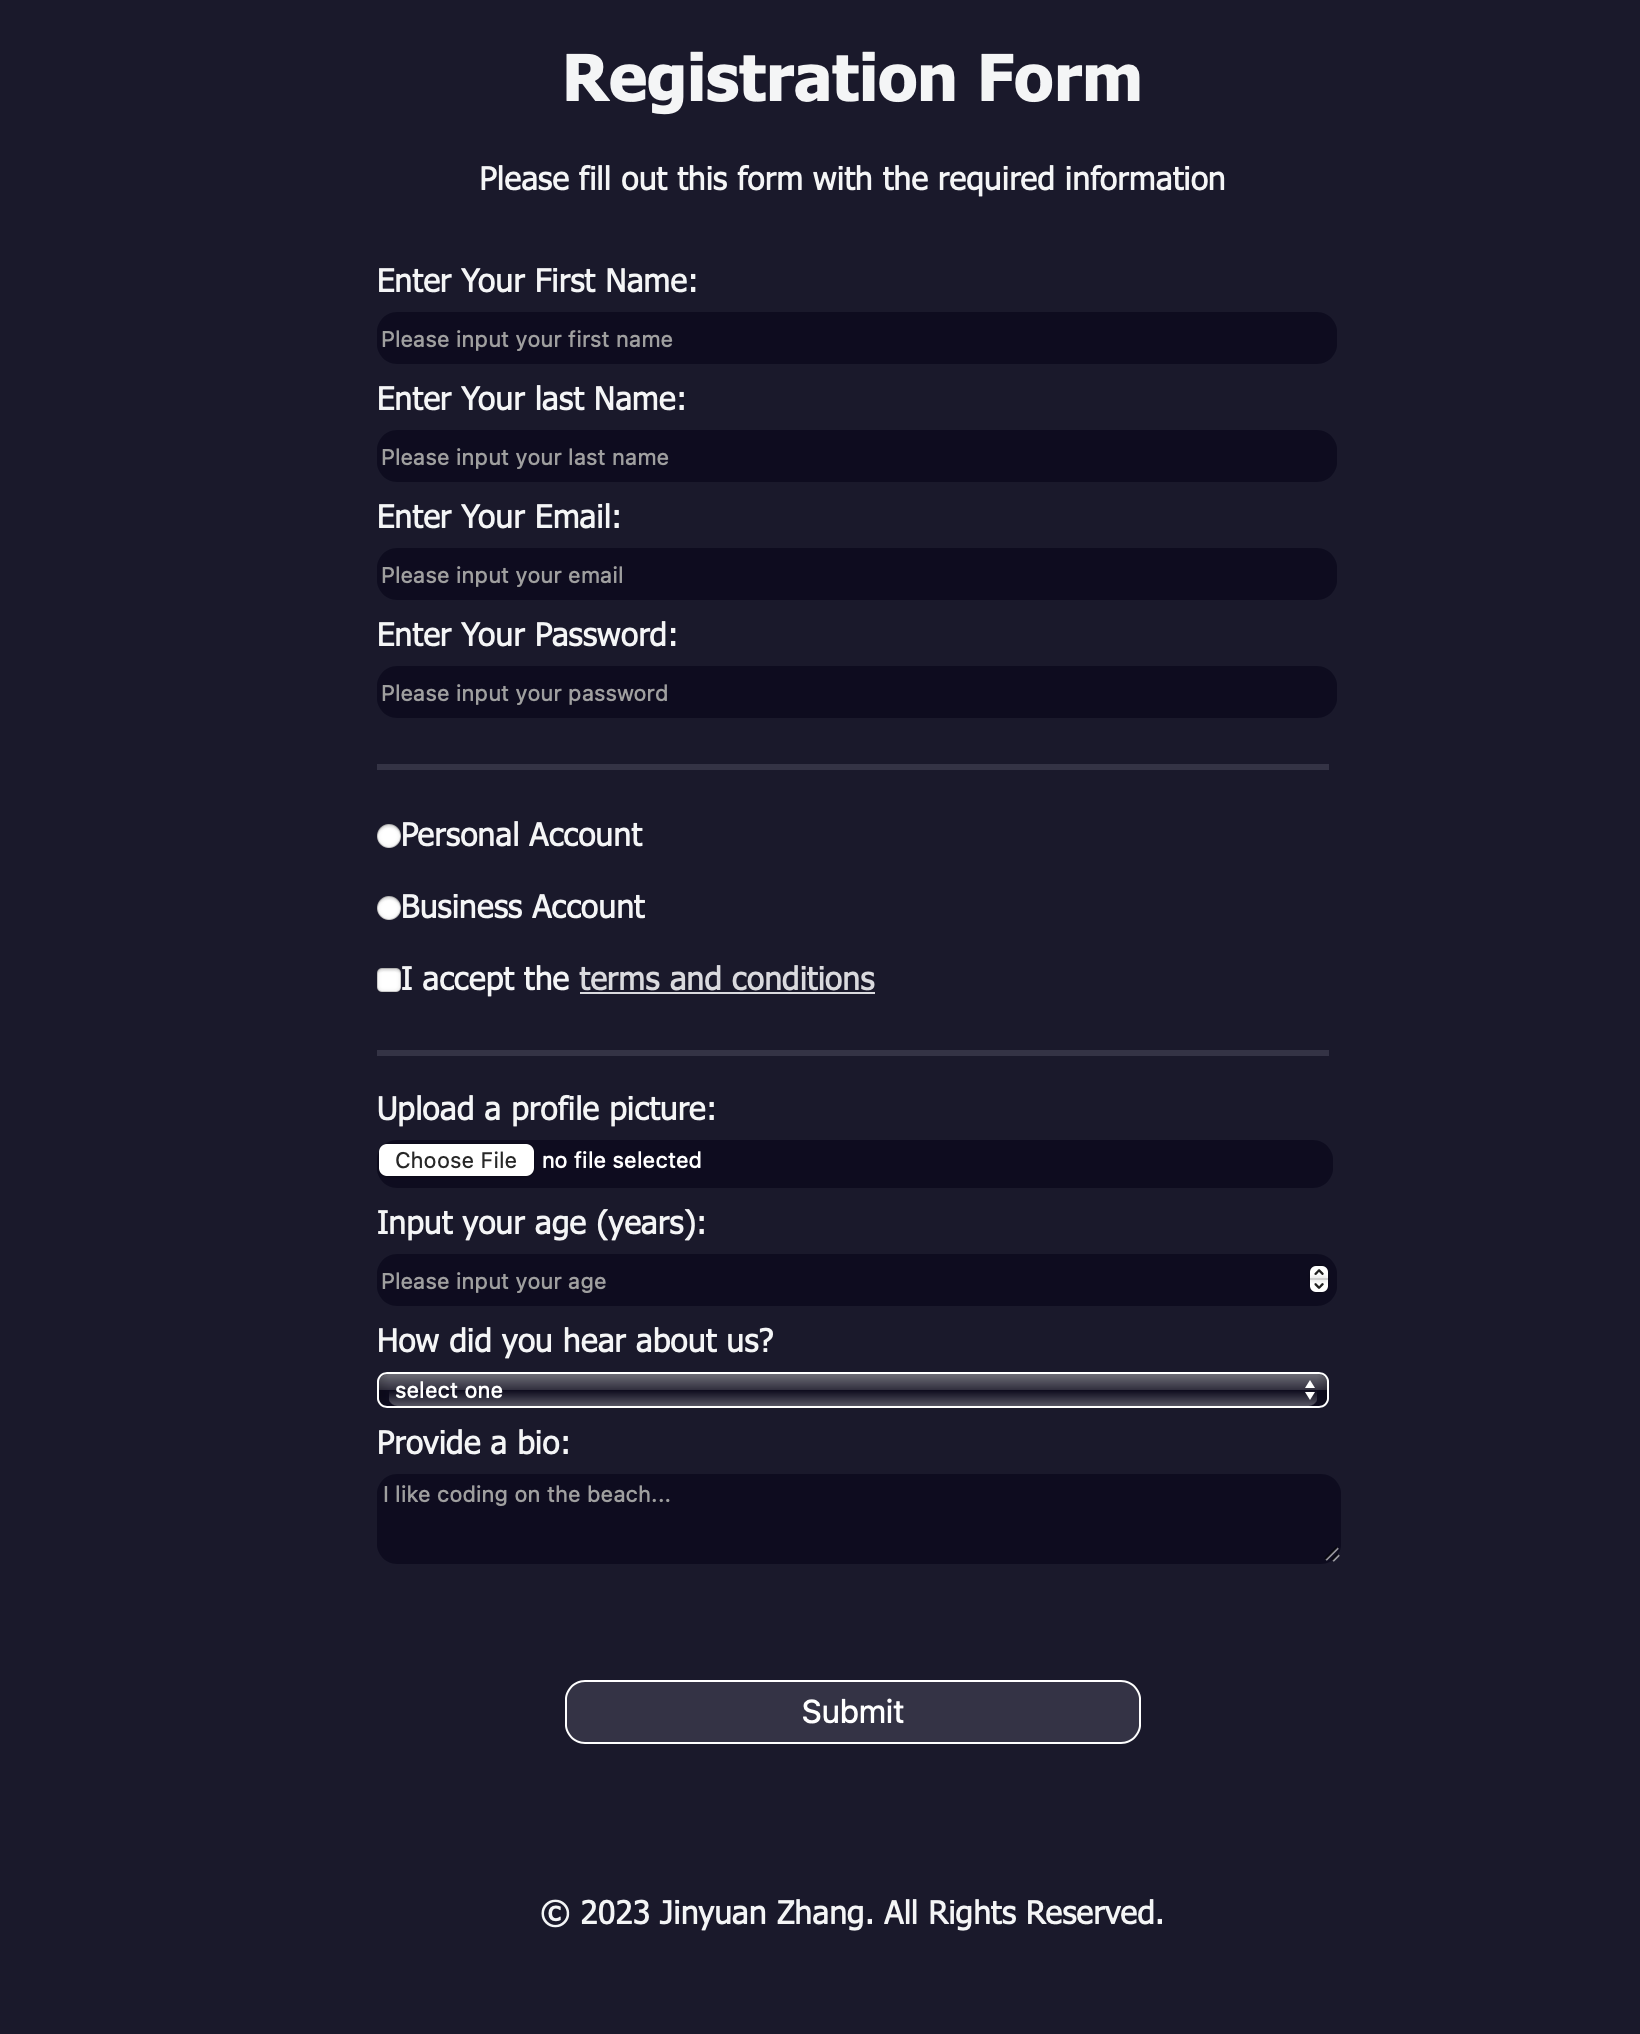 Registration Form
Please fill out this form with the required information
Enter Your First Name:
Please input your first name
Enter Your last Name:
Please input your last name
Enter Your Email:
Please input your email
Enter Your Password:
Please input your password
Personal Account
Business Account
I accept the terms and conditions
Upload a profile picture:
Choose File no file selected
Input your age (years):
Please input your age
How did you hear about us?
select one
Provide a bio:
I like coding on the beach...
Submit
© 2023 Jinyuan Zhang. All Rights Reserved.